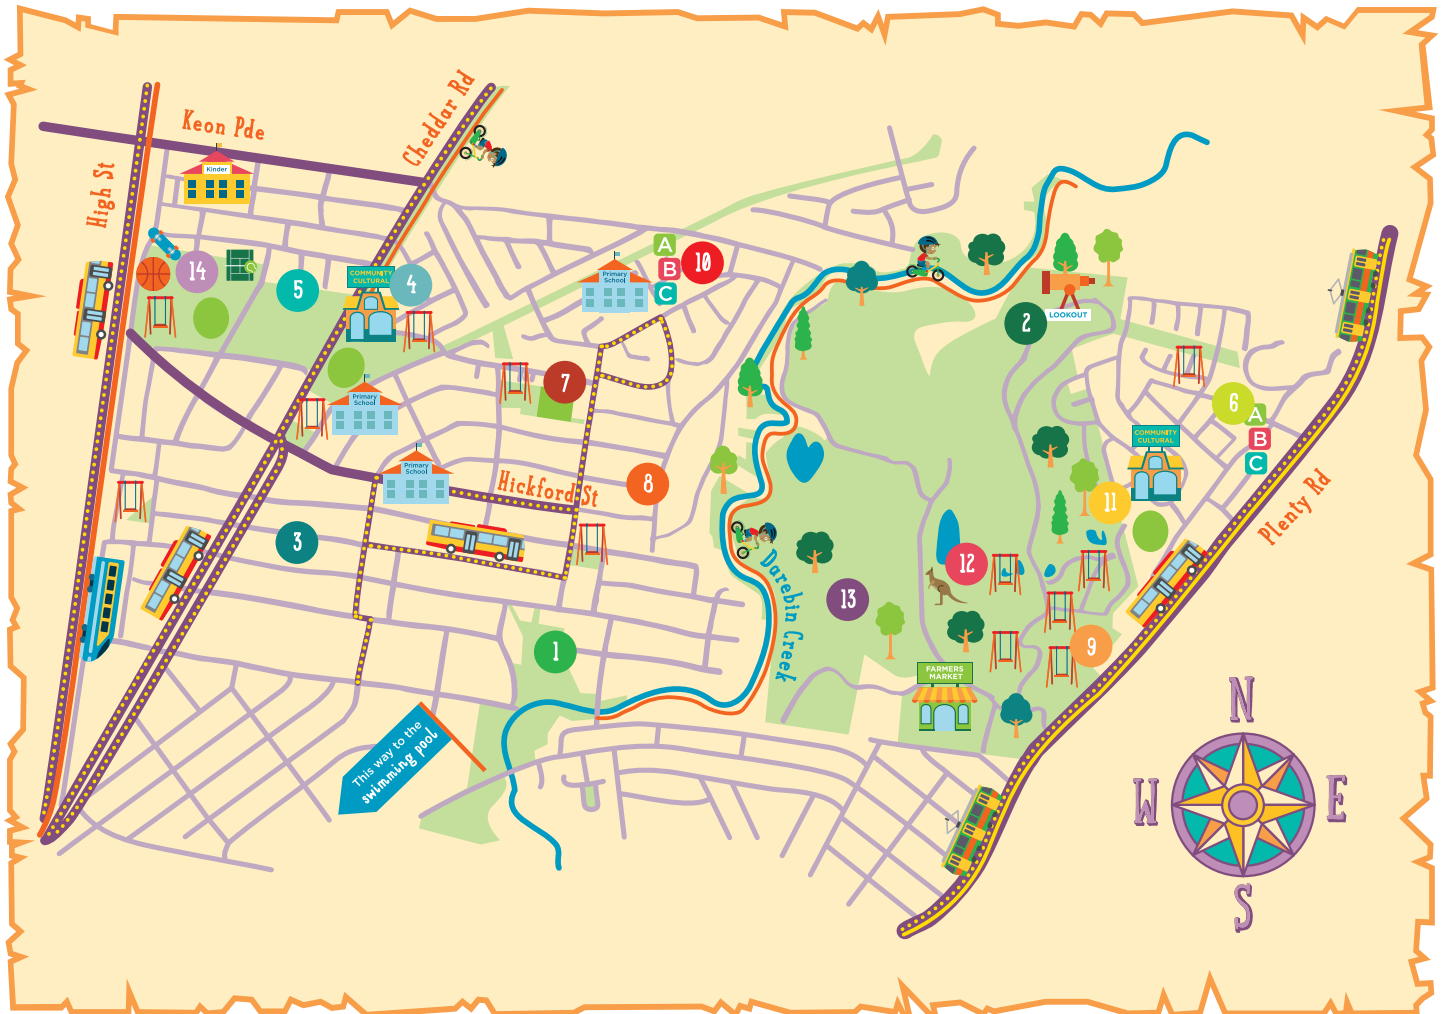 Keon Pde
Cheddar Rd
High St
Kinder
14
5
COMMUNITY
CULTURAL
4
Primary
School
A
B
C
10
2
LOOKOUT
7
Primary
School
6
A
B
C
COMMUNITY
CULTURAL
Primary
School
Hickford St
8
11
Plenty Rd
3
12
13
Darebin Creek
1
9
FARMERS
MARKET
This way to the
swimming pool
N
W
E
S